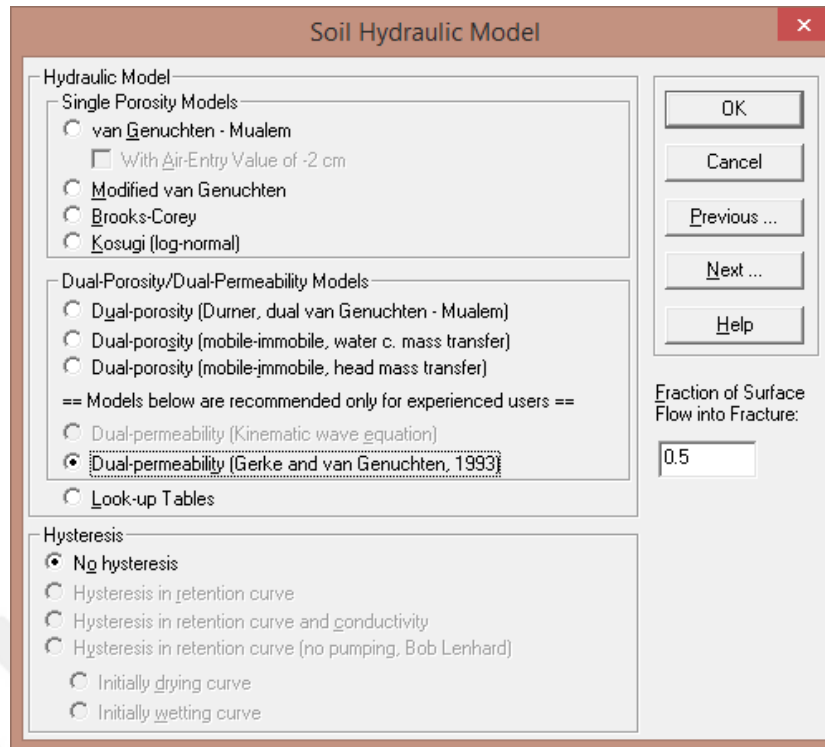 Soil Hydraulic Model
Hydraulic Model
Single Porosity Models
van Genuchten - Mualem
With Air-Entry Value of -2 cm
Modified van Genuchten
Brooks-Corey
Kosugi (log-normal)
Dual-Porosity/Dual-Permeability Models
Dual-porosity (Durner, dual van Genuchten - Mualem)
Dual-porosity (mobile-immobile, water c. mass transfer)
Dual-porosity (mobile-immobile, head mass transfer)
== Models below are recommended only for experienced users ==
Dual-permeability (Kinematic wave equation)
Dual-permeability (Gerke and van Genuchten, 1993)
Look-up Tables
Hysteresis
No hysteresis
Hysteresis in retention curve
Hysteresis in retention curve and conductivity
Hysteresis in retention curve (no pumping, Bob Lenhard)
Initially drying curve
Initially wetting curve
OK
Cancel
Previous ...
Next ...
Help
Fraction of Surface
Flow into Fracture:
0.5